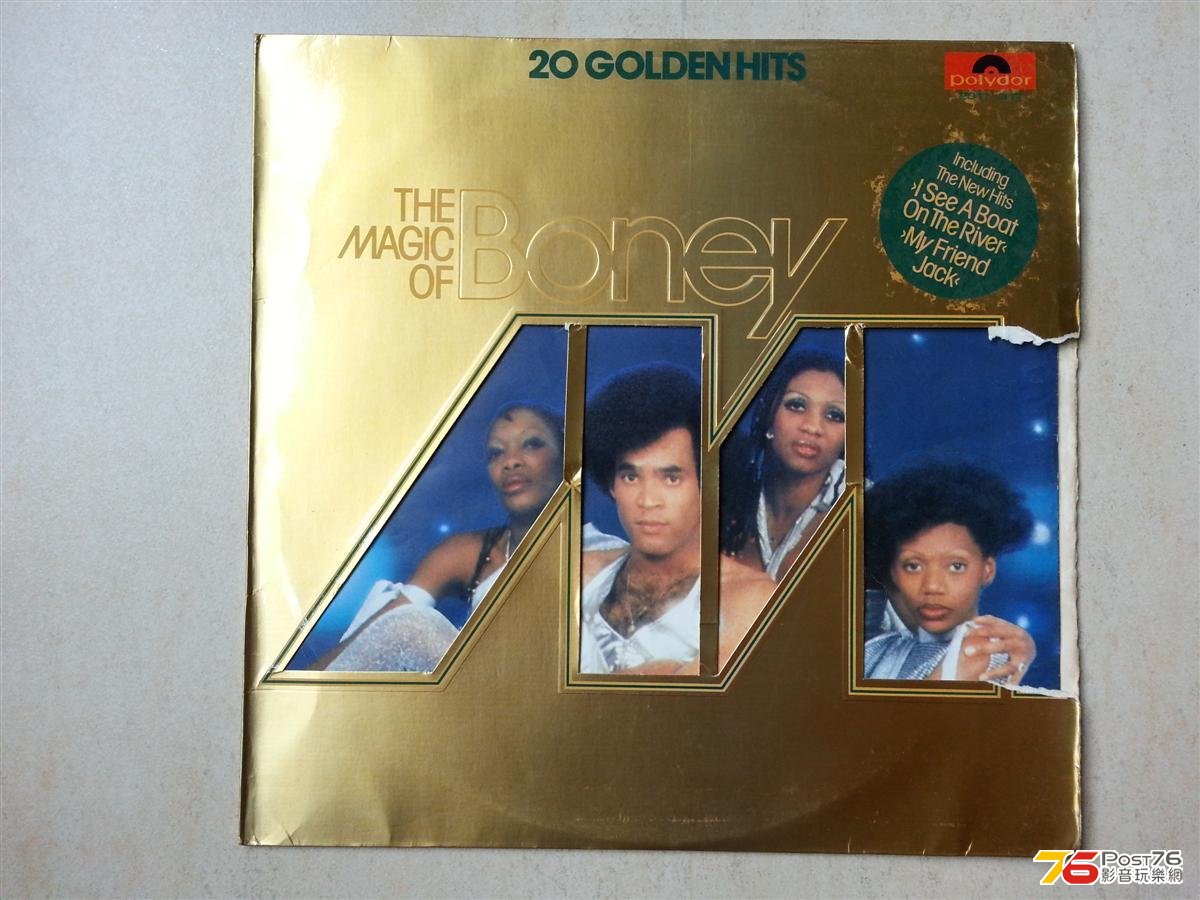 20 GOLDEN HITS
polydor
Including
The New Hits
›I See A Boat
On The River‹
›My Friend
Jack‹
THE
MAGIC
OF
Boney
M.
76 POST76
影音玩樂網